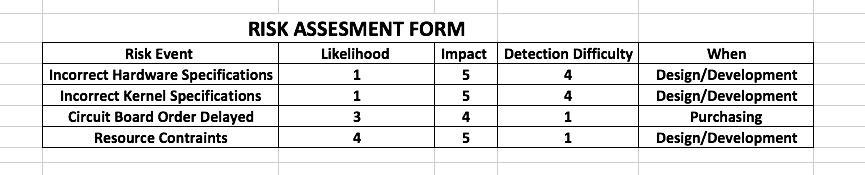 RISK ASSESMENT FORM
Risk Event Likelihood Impact Detection Difficulty When
Incorrect Hardware Specifications 1 5 4 Design/Development
Incorrect Kernel Specifications 1 5 4 Design/Development
Circuit Board Order Delayed 3 4 1 Purchasing
Resource Contraints 4 5 1 Design/Development